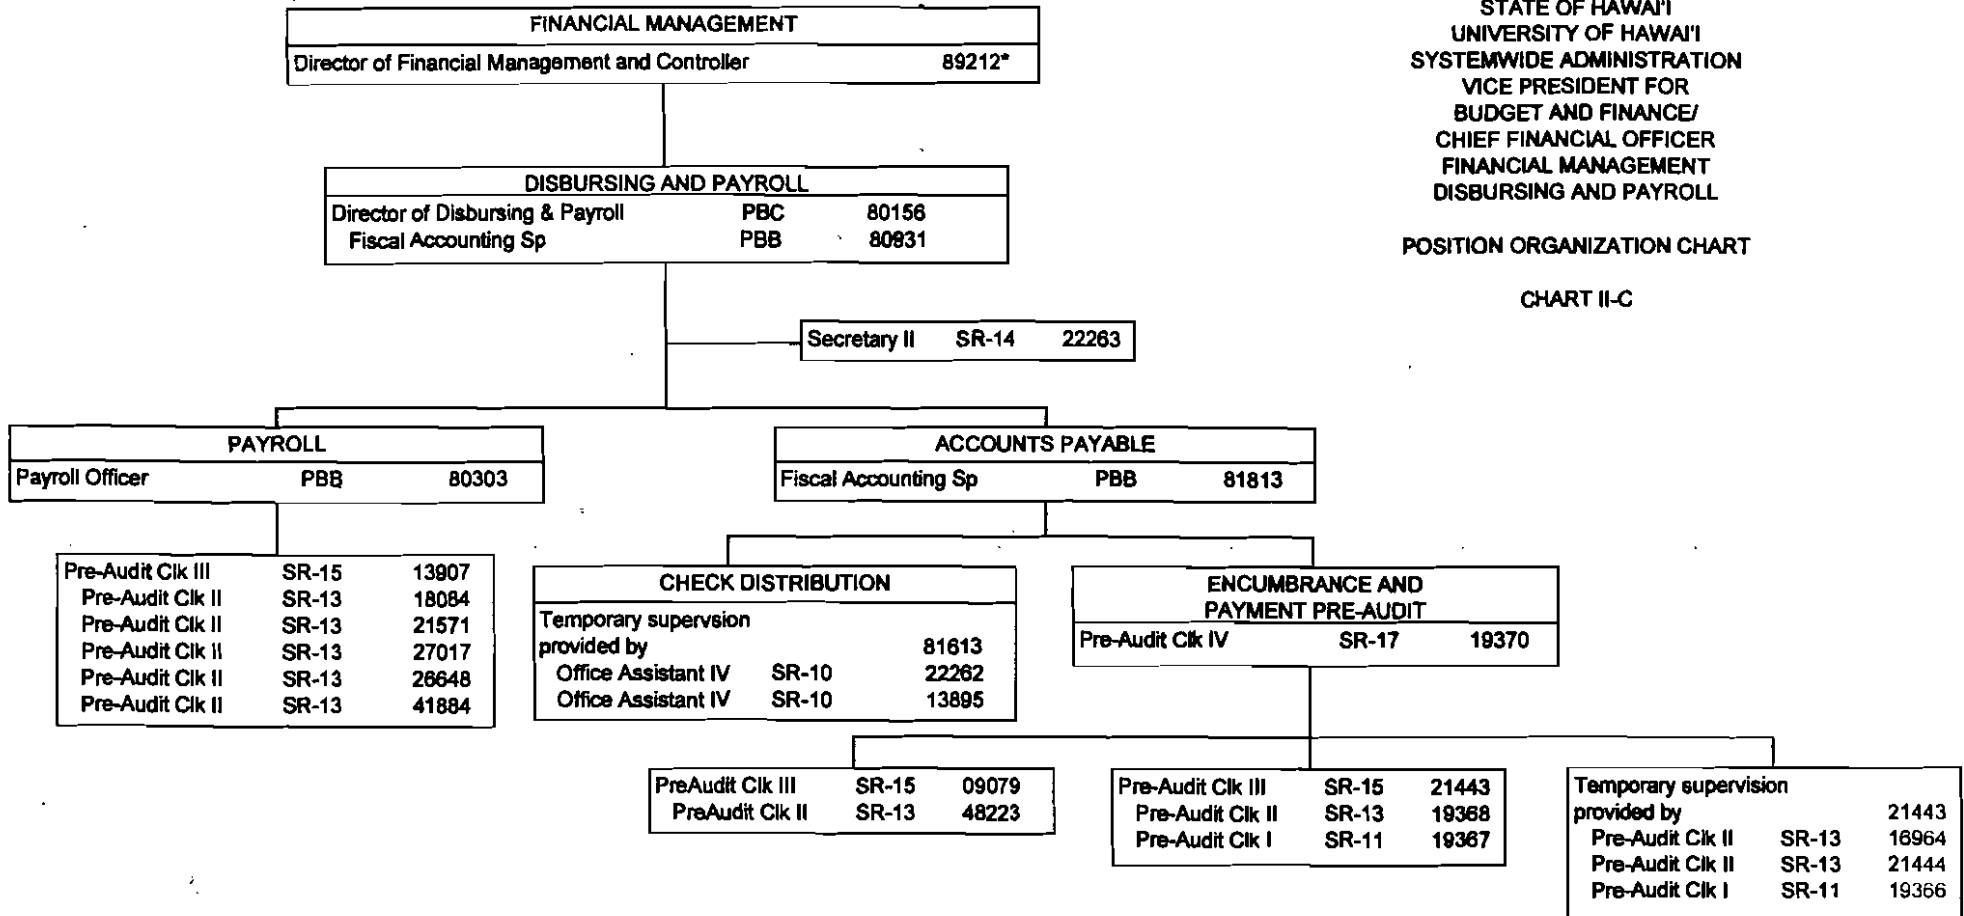 FINANCIAL MANAGEMENT
Director of Financial Management and Controller 89212*
STATE OF HAWAI'I
UNIVERSITY OF HAWAI'I
SYSTEMWIDE ADMINISTRATION
VICE PRESIDENT FOR
BUDGET AND FINANCE/
CHIEF FINANCIAL OFFICER
FINANCIAL MANAGEMENT
DISBURSING AND PAYROLL
POSITION ORGANIZATION CHART
CHART II-C
DISBURSING AND PAYROLL
Director of Disbursing & Payroll PBC 80156
Fiscal Accounting Sp PBB 80931
Secretary II SR-14 22263
PAYROLL
Payroll Officer PBB 80303
Pre-Audit Clk III SR-15 13907
Pre-Audit Clk II SR-13 18084
Pre-Audit Clk II SR-13 21571
Pre-Audit Clk II SR-13 27017
Pre-Audit Clk II SR-13 26648
Pre-Audit Clk II SR-13 41884
ACCOUNTS PAYABLE
Fiscal Accounting Sp PBB 81813
CHECK DISTRIBUTION
Temporary supervsion
provided by 81613
Office Assistant IV SR-10 22262
Office Assistant IV SR-10 13895
ENCUMBRANCE AND
PAYMENT PRE-AUDIT
Pre-Audit Clk IV SR-17 19370
PreAudit Clk III SR-15 09079
PreAudit Clk II SR-13 48223
Pre-Audit Clk III SR-15 21443
Pre-Audit Clk II SR-13 19368
Pre-Audit Clk I SR-11 19367
Temporary supervision
provided by 21443
Pre-Audit Clk II SR-13 16964
Pre-Audit Clk II SR-13 21444
Pre-Audit Clk I SR-11 19366